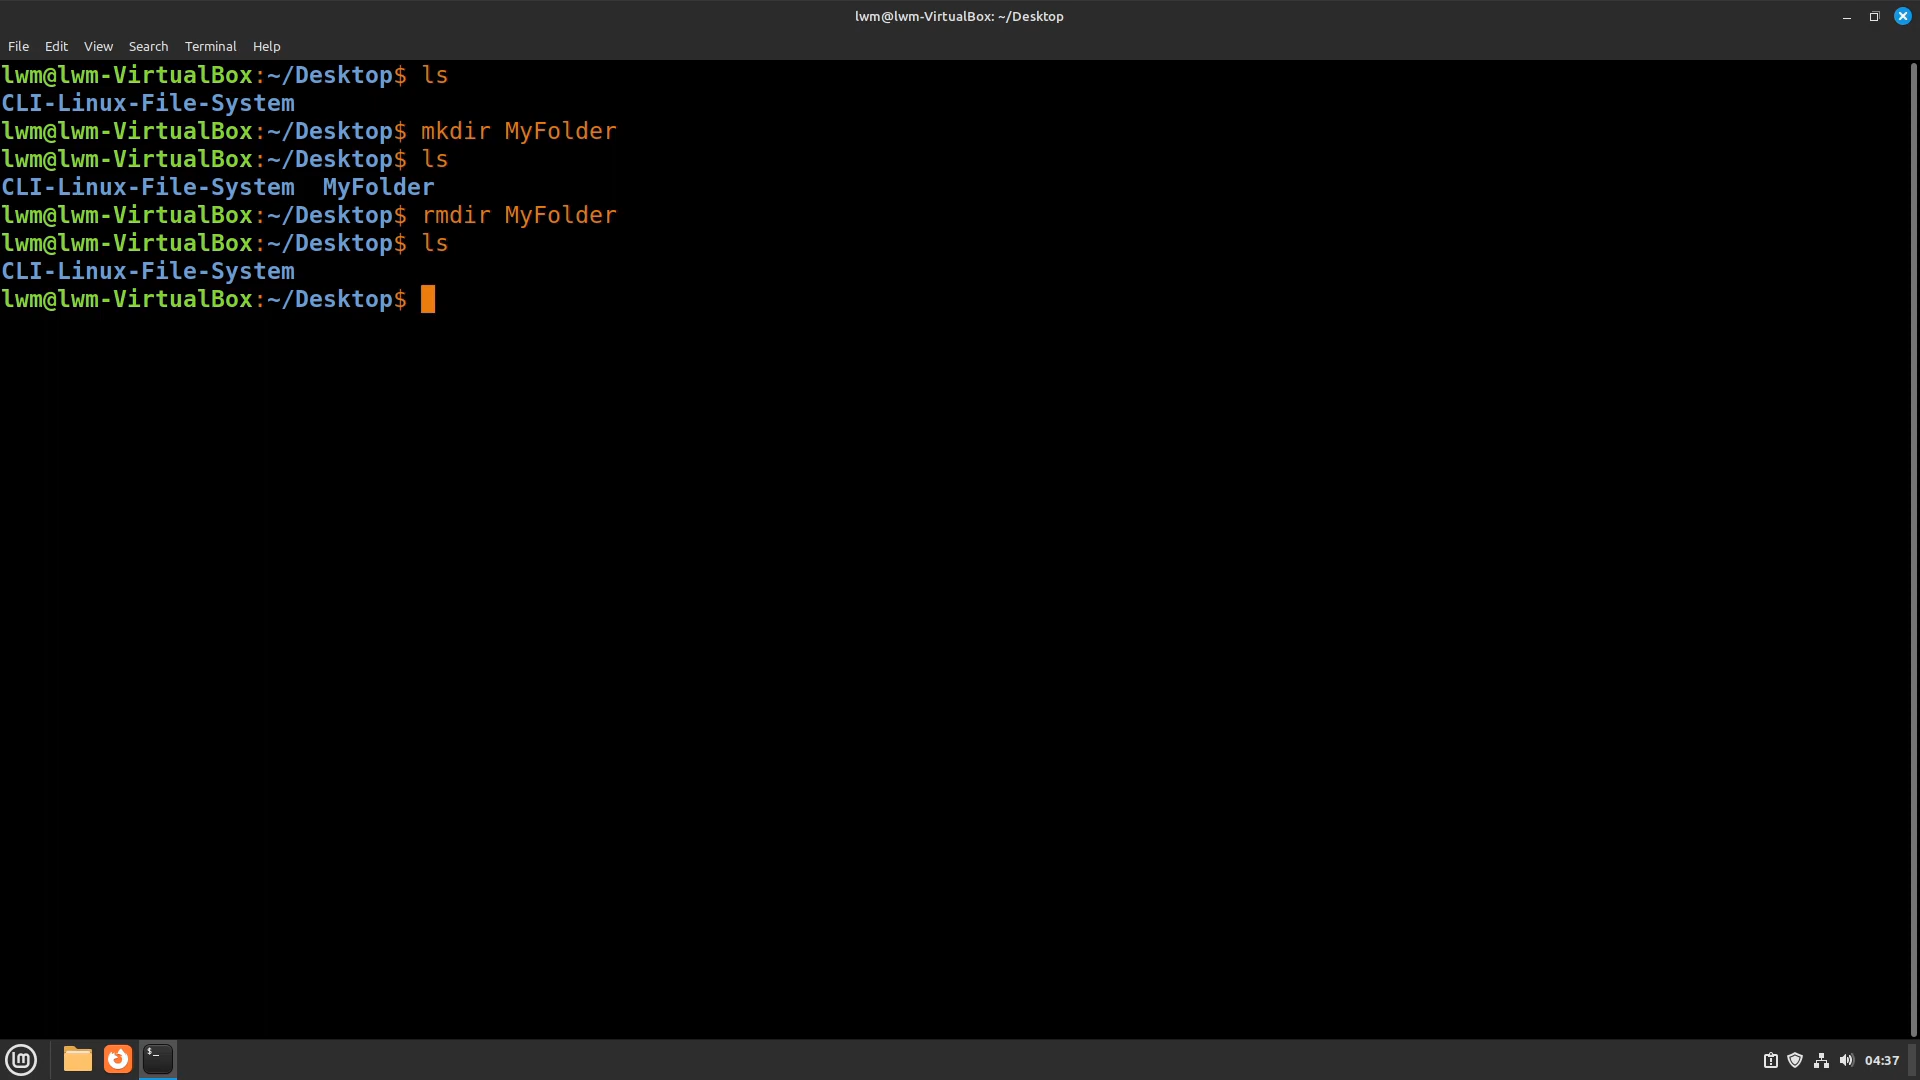 lwm@lwm-VirtualBox: ~/Desktop
File Edit View Search Terminal Help
lwm@lwm-VirtualBox:~/Desktop$ ls
CLI-Linux-File-System
lwm@lwm-VirtualBox:~/Desktop$ mkdir MyFolder
lwm@lwm-VirtualBox:~/Desktop$ ls
CLI-Linux-File-System  MyFolder
lwm@lwm-VirtualBox:~/Desktop$ rmdir MyFolder
lwm@lwm-VirtualBox:~/Desktop$ ls
CLI-Linux-File-System
lwm@lwm-VirtualBox:~/Desktop$
04:37